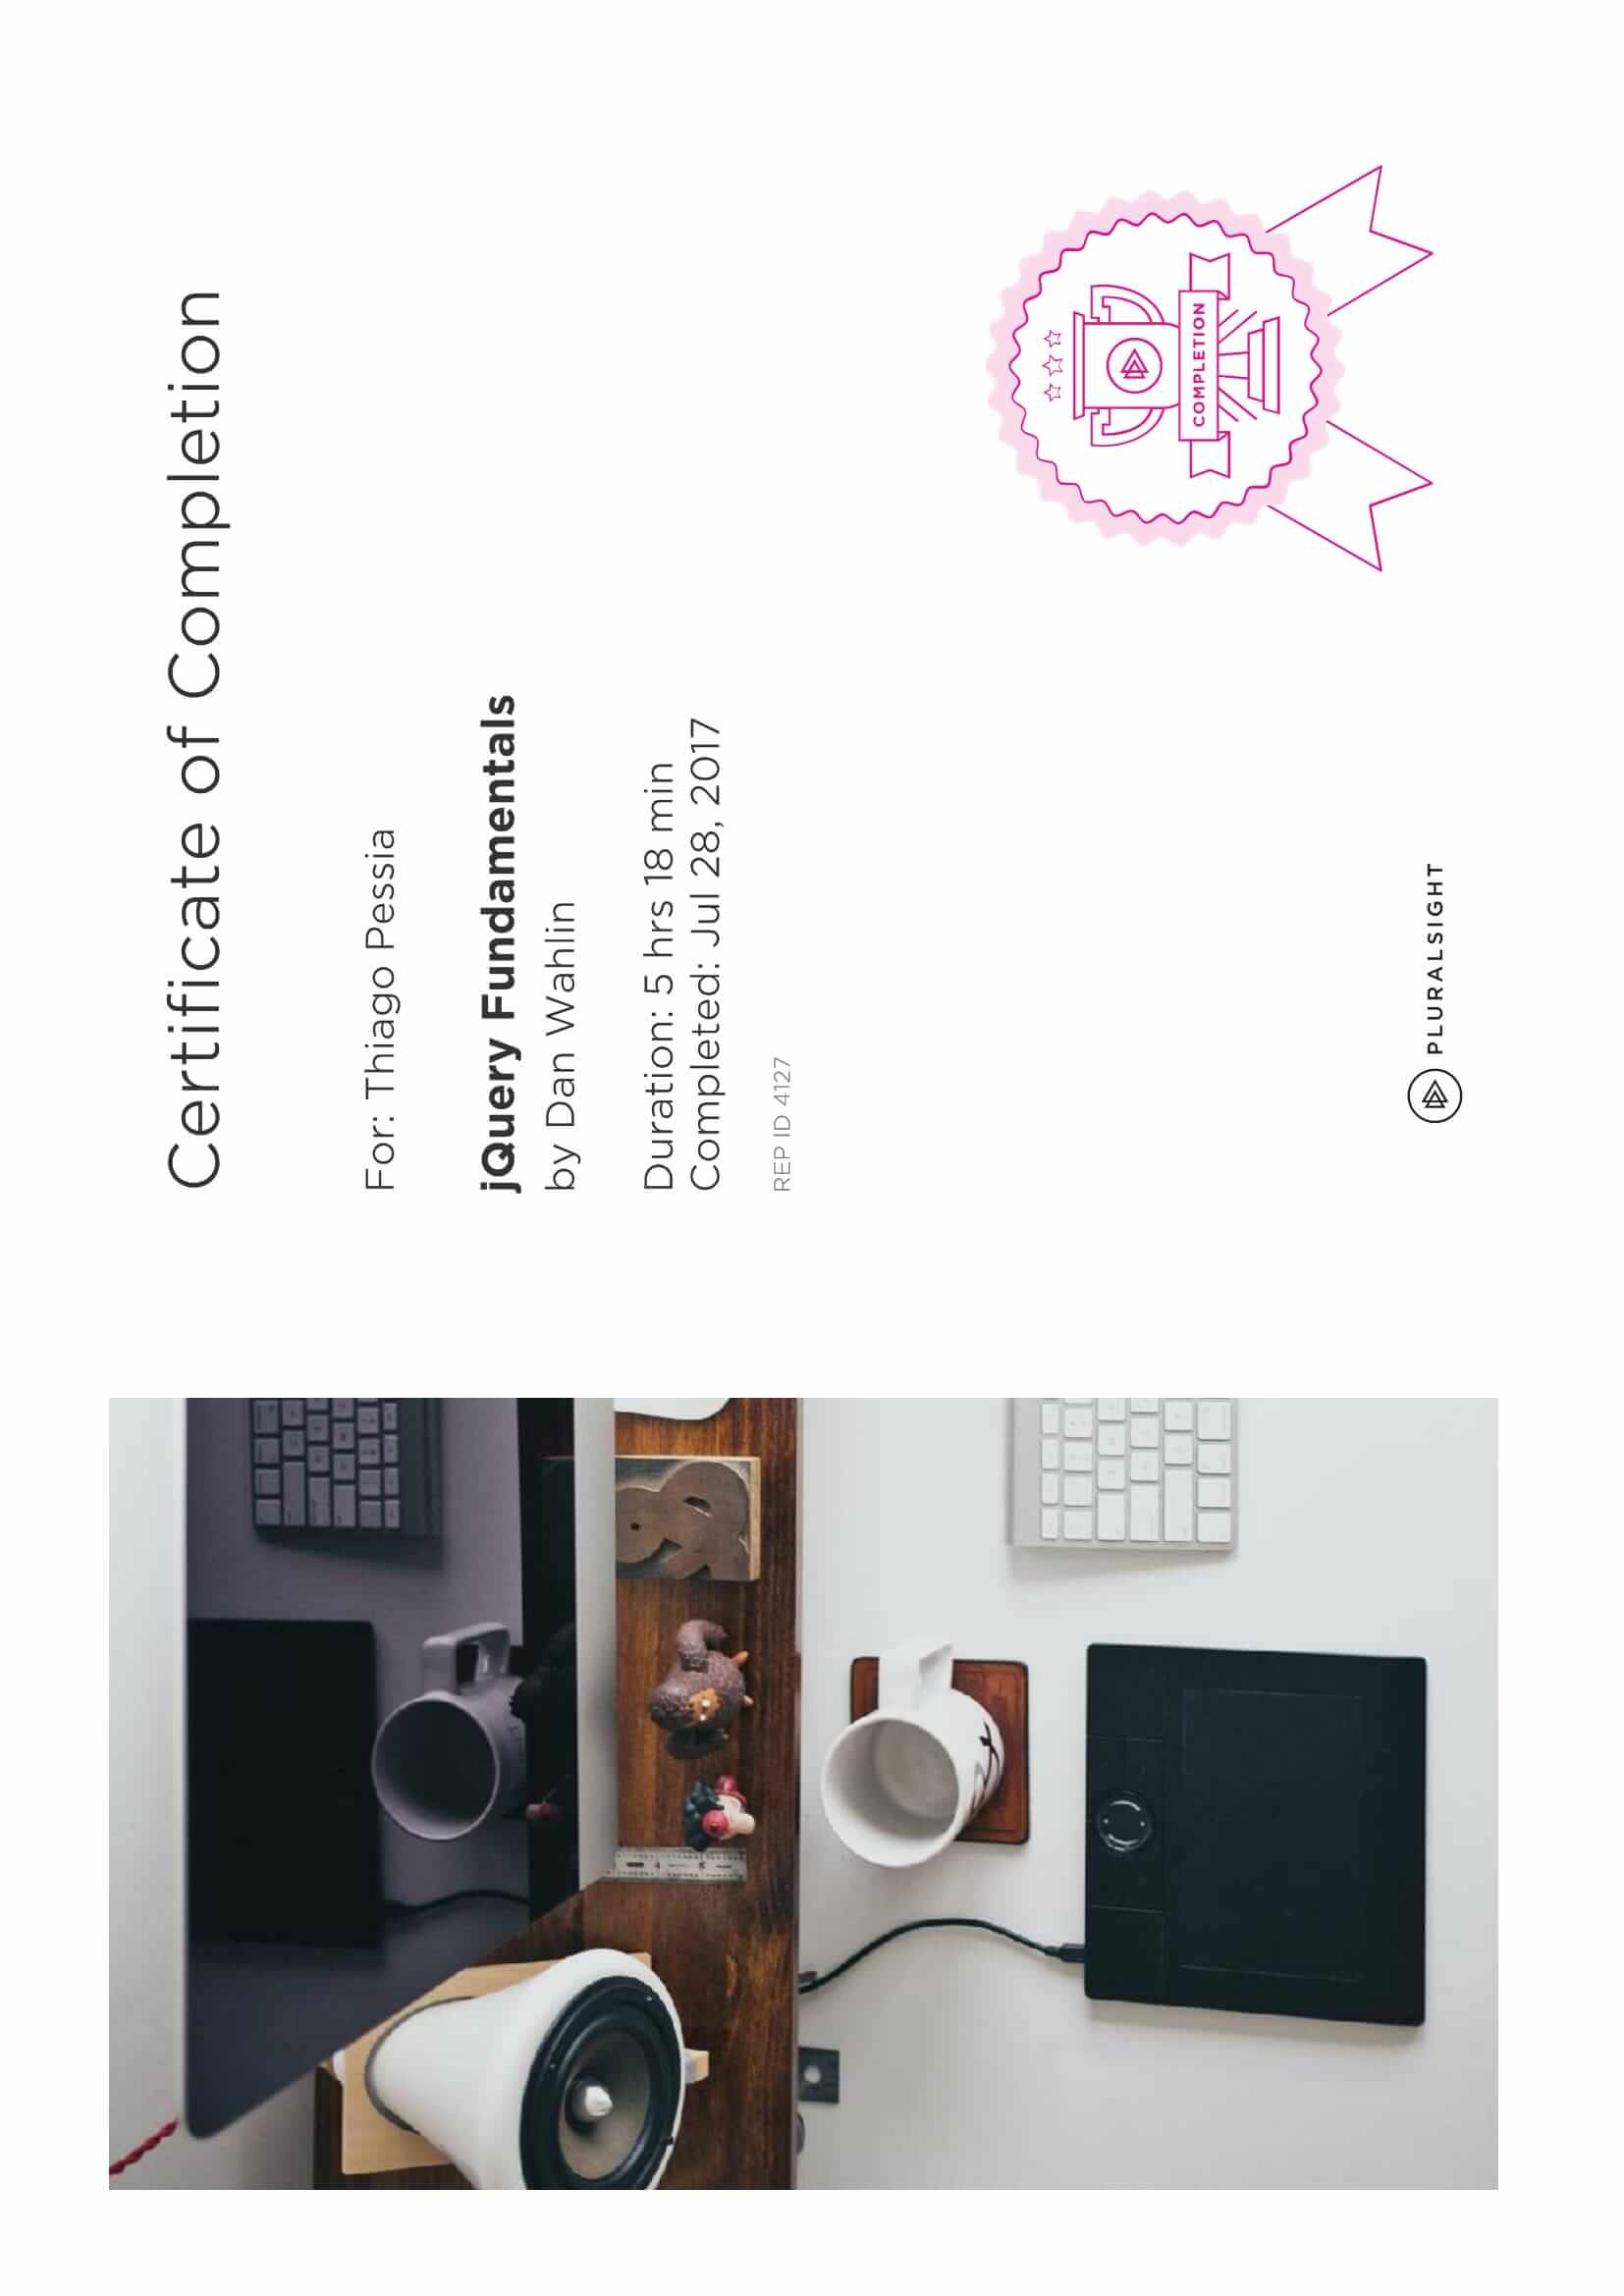 Certificate of Completion
For: Thiago Pessia
jQuery Fundamentals
by Dan Wahlin
Duration: 5 hrs 18 min
Completed: Jul 28, 2017
REP ID 4127
COMPLETION
PLURALSIGHT